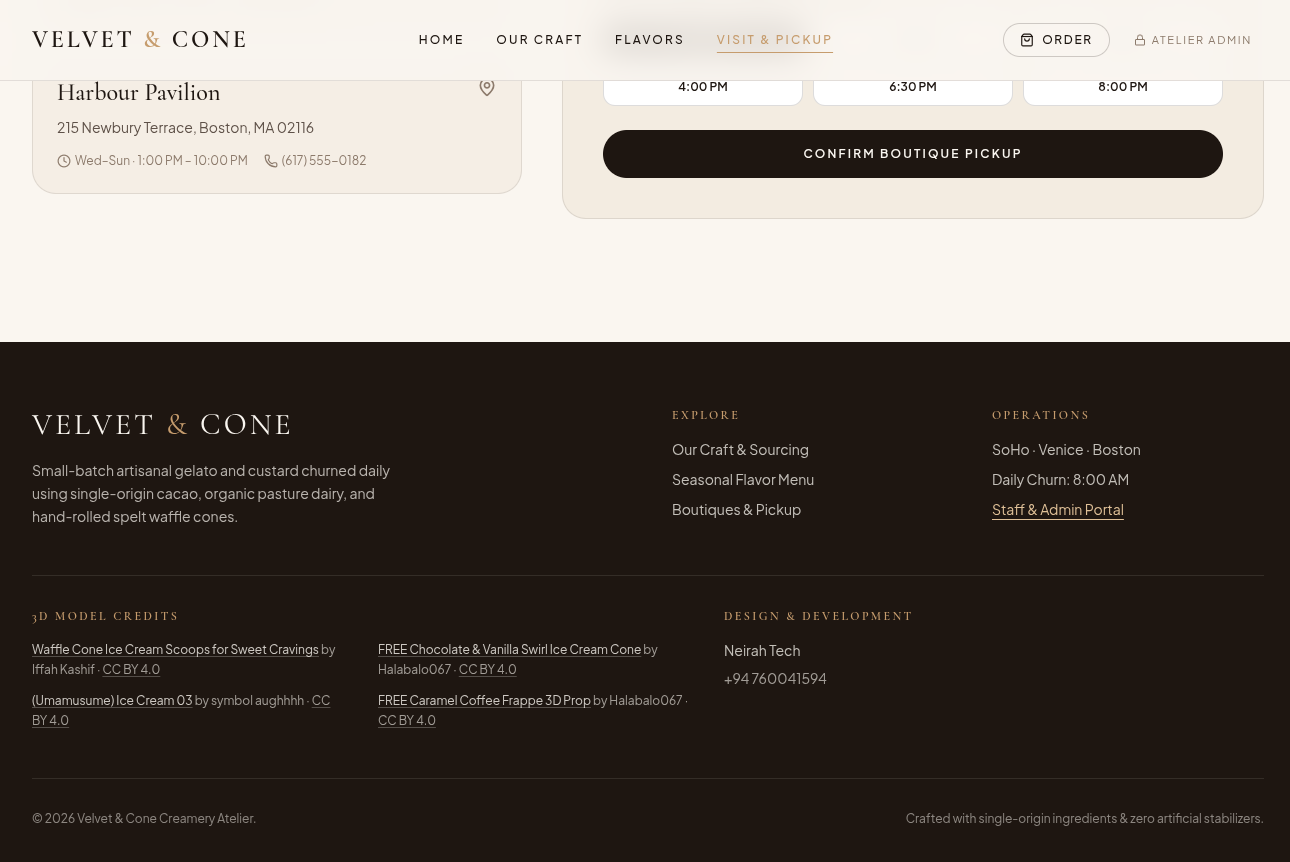 VELVET & CONE
HOME
OUR CRAFT
FLAVORS
VISIT & PICKUP
ORDER
ATELIER ADMIN
Harbour Pavilion
215 Newbury Terrace, Boston, MA 02116
Wed–Sun · 1:00 PM – 10:00 PM
(617) 555-0182
4:00 PM
6:30 PM
8:00 PM
CONFIRM BOUTIQUE PICKUP
VELVET & CONE
Small-batch artisanal gelato and custard churned daily
using single-origin cacao, organic pasture dairy, and
hand-rolled spelt waffle cones.
EXPLORE
Our Craft & Sourcing
Seasonal Flavor Menu
Boutiques & Pickup
OPERATIONS
SoHo · Venice · Boston
Daily Churn: 8:00 AM
Staff & Admin Portal
3D MODEL CREDITS
Waffle Cone Ice Cream Scoops for Sweet Cravings by
Iffah Kashif · CC BY 4.0
(Umamusume) Ice Cream 03 by symbol aughhhh · CC
BY 4.0
FREE Chocolate & Vanilla Swirl Ice Cream Cone by
Halabalo067 · CC BY 4.0
FREE Caramel Coffee Frappe 3D Prop by Halabalo067 ·
CC BY 4.0
DESIGN & DEVELOPMENT
Neirah Tech
+94 760041594
© 2026 Velvet & Cone Creamery Atelier.
Crafted with single-origin ingredients & zero artificial stabilizers.